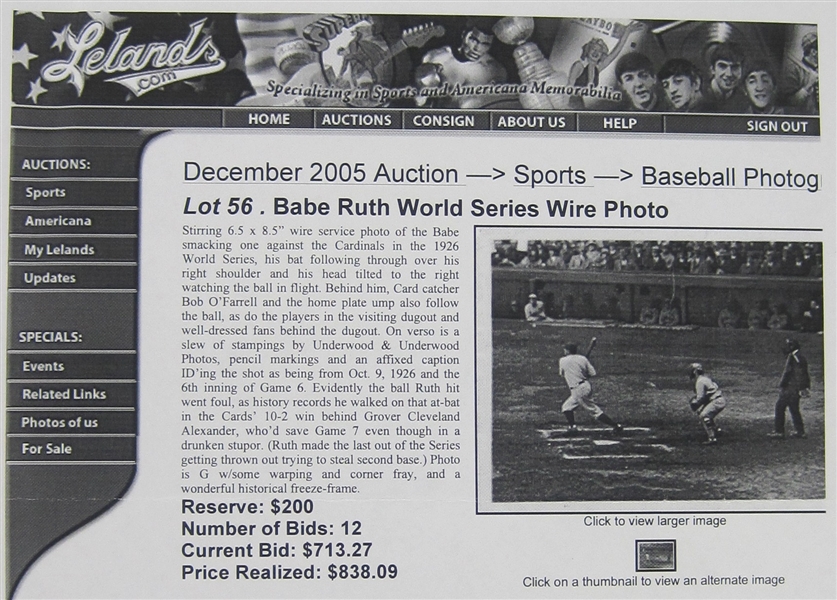 Lelands
.com
SUPER
PLAYBOY
Specializing in Sports and Americana Memorabilia
HOME AUCTIONS CONSIGN ABOUT US HELP SIGN OUT
AUCTIONS:
Sports
Americana
My Lelands
Updates
SPECIALS:
Events
Related Links
Photos of us
For Sale
December 2005 Auction —> Sports —> Baseball Photog
Lot 56 . Babe Ruth World Series Wire Photo
Stirring 6.5 x 8.5" wire service photo of the Babe
smacking one against the Cardinals in the 1926
World Series, his bat following through over his
right shoulder and his head tilted to the right
watching the ball in flight. Behind him, Card catcher
Bob O'Farrell and the home plate ump also follow
the ball, as do the players in the visiting dugout and
well-dressed fans behind the dugout. On verso is a
slew of stampings by Underwood & Underwood
Photos, pencil markings and an affixed caption
ID'ing the shot as being from Oct. 9, 1926 and the
6th inning of Game 6. Evidently the ball Ruth hit
went foul, as history records he walked on that at-bat
in the Cards' 10-2 win behind Grover Cleveland
Alexander, who'd save Game 7 even though in a
drunken stupor. (Ruth made the last out of the Series
getting thrown out trying to steal second base.) Photo
is G w/some warping and corner fray, and a
wonderful historical freeze-frame.
Reserve: $200
Number of Bids: 12
Current Bid: $713.27
Price Realized: $838.09
Click to view larger image
Click on a thumbnail to view an alternate image